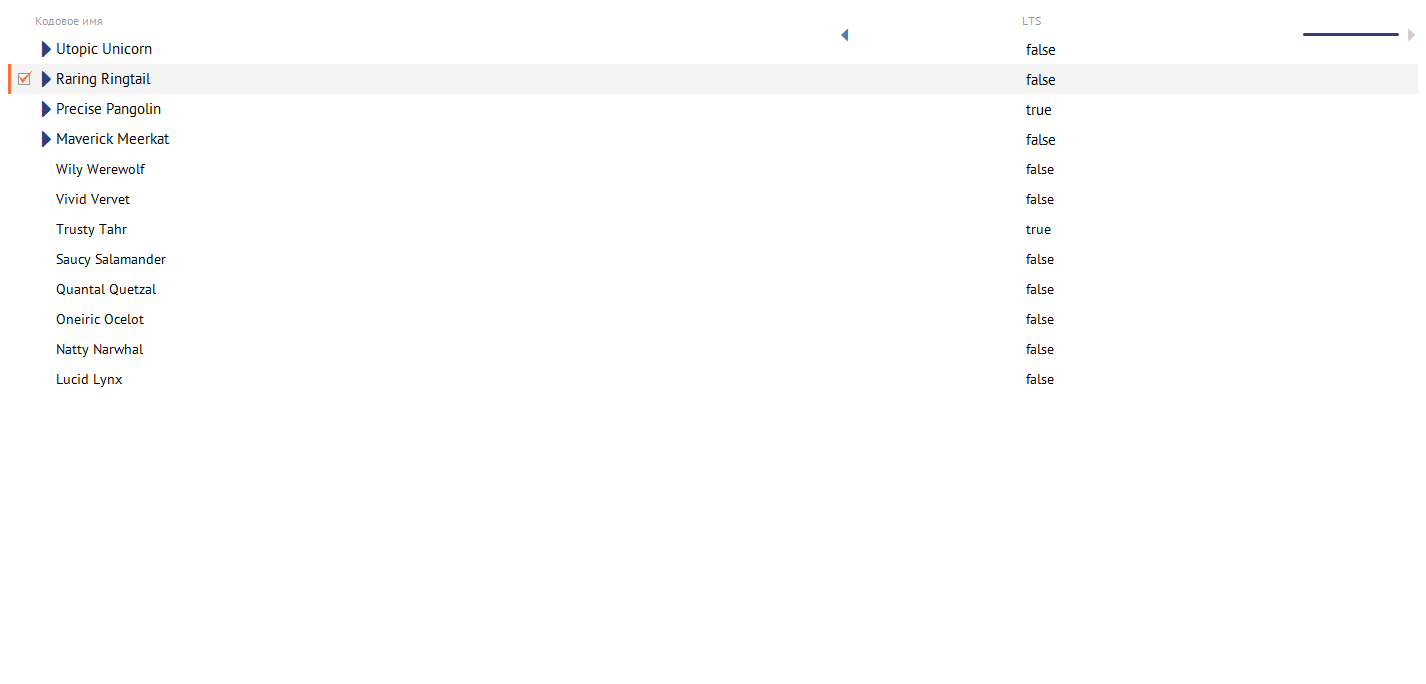 Кодовое имя LTS
Utopic Unicorn false
Raring Ringtail false
Precise Pangolin true
Maverick Meerkat false
Wily Werewolf false
Vivid Vervet false
Trusty Tahr true
Saucy Salamander false
Quantal Quetzal false
Oneiric Ocelot false
Natty Narwhal false
Lucid Lynx false